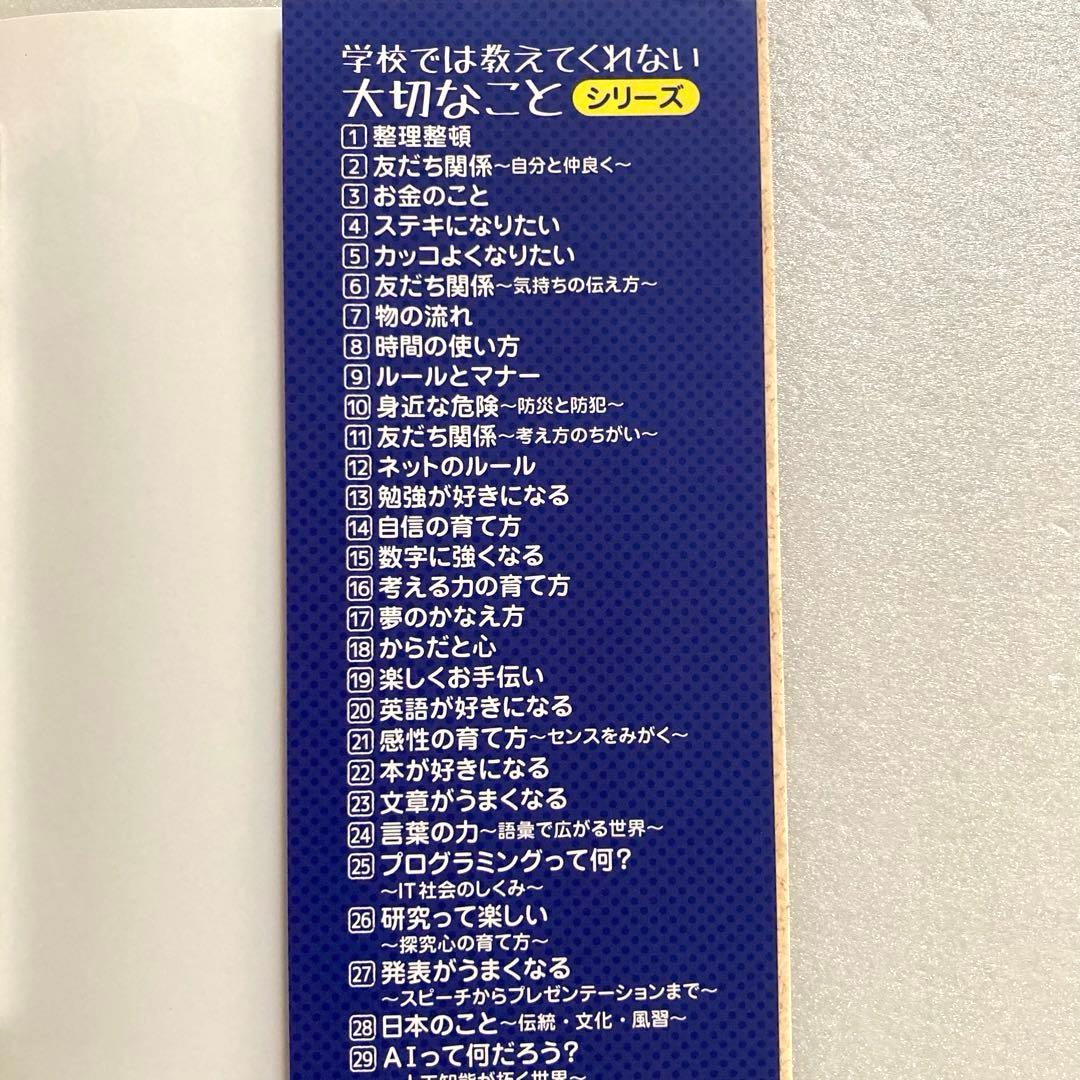 学校では教えてくれない
大切なこと シリーズ
1 整理整頓
2 友だち関係〜自分と仲良く〜
3 お金のこと
4 ステキになりたい
5 カッコよくなりたい
6 友だち関係〜気持ちの伝え方〜
7 物の流れ
8 時間の使い方
9 ルールとマナー
10 身近な危険〜防災と防犯〜
11 友だち関係〜考え方のちがい〜
12 ネットのルール
13 勉強が好きになる
14 自信の育て方
15 数字に強くなる
16 考える力の育て方
17 夢のかなえ方
18 からだと心
19 楽しくお手伝い
20 英語が好きになる
21 感性の育て方〜センスをみがく〜
22 本が好きになる
23 文章がうまくなる
24 言葉の力〜語彙で広がる世界〜
25 プログラミングって何?
〜IT社会のしくみ〜
26 研究って楽しい
〜探究心の育て方〜
27 発表がうまくなる
〜スピーチからプレゼンテーションまで〜
28 日本のこと〜伝統・文化・風習〜
29 AIって何だろう?
〜人工知能が拓く世界〜